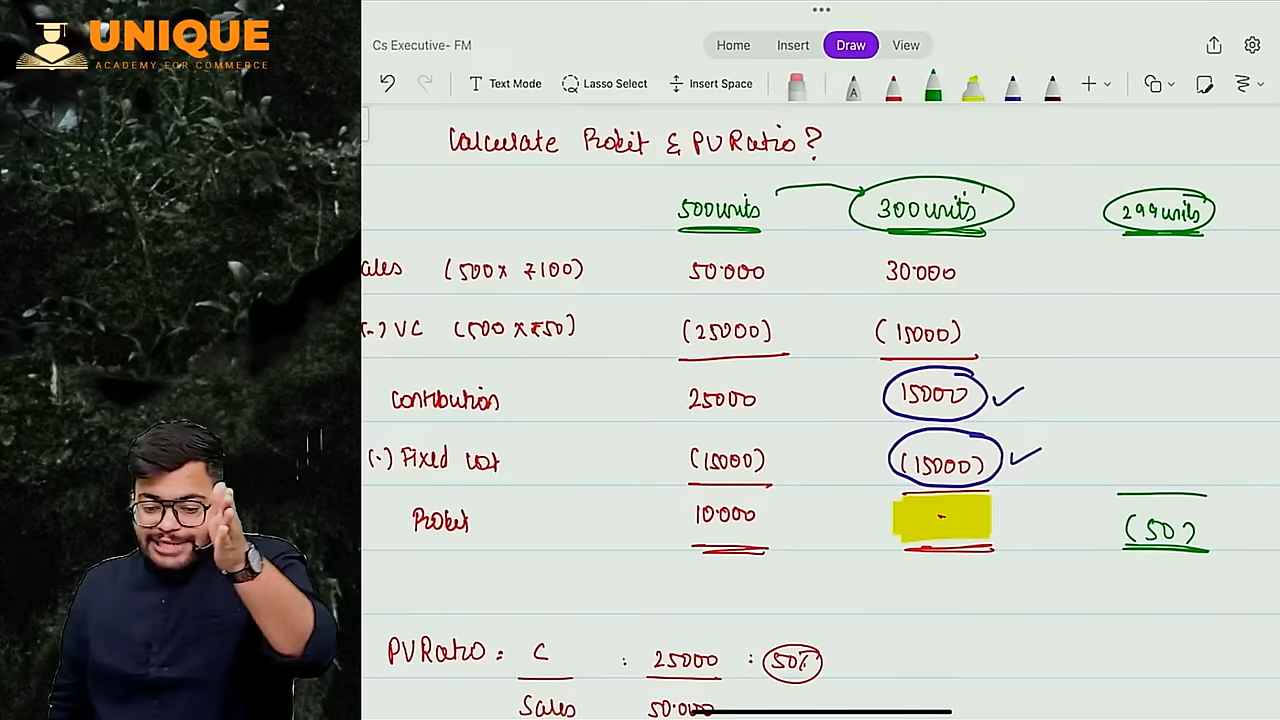 UNIQUE
ACADEMY FOR COMMERCE
Cs Executive- FM
Home Insert Draw View
Text Mode Lasso Select Insert Space
A
Calculate Profit & PV Ratio?
500 units 300 units 299 units
ales (500 x ₹100) 50.000 30.000
(-) VC (500 x ₹50) (25000) (15000)
Contribution 25000 15000
(-) Fixed cost (15000) (15000)
Profit 10.000 - (50)
PV Ratio = C : 25000 : 50%
Sales 50.000